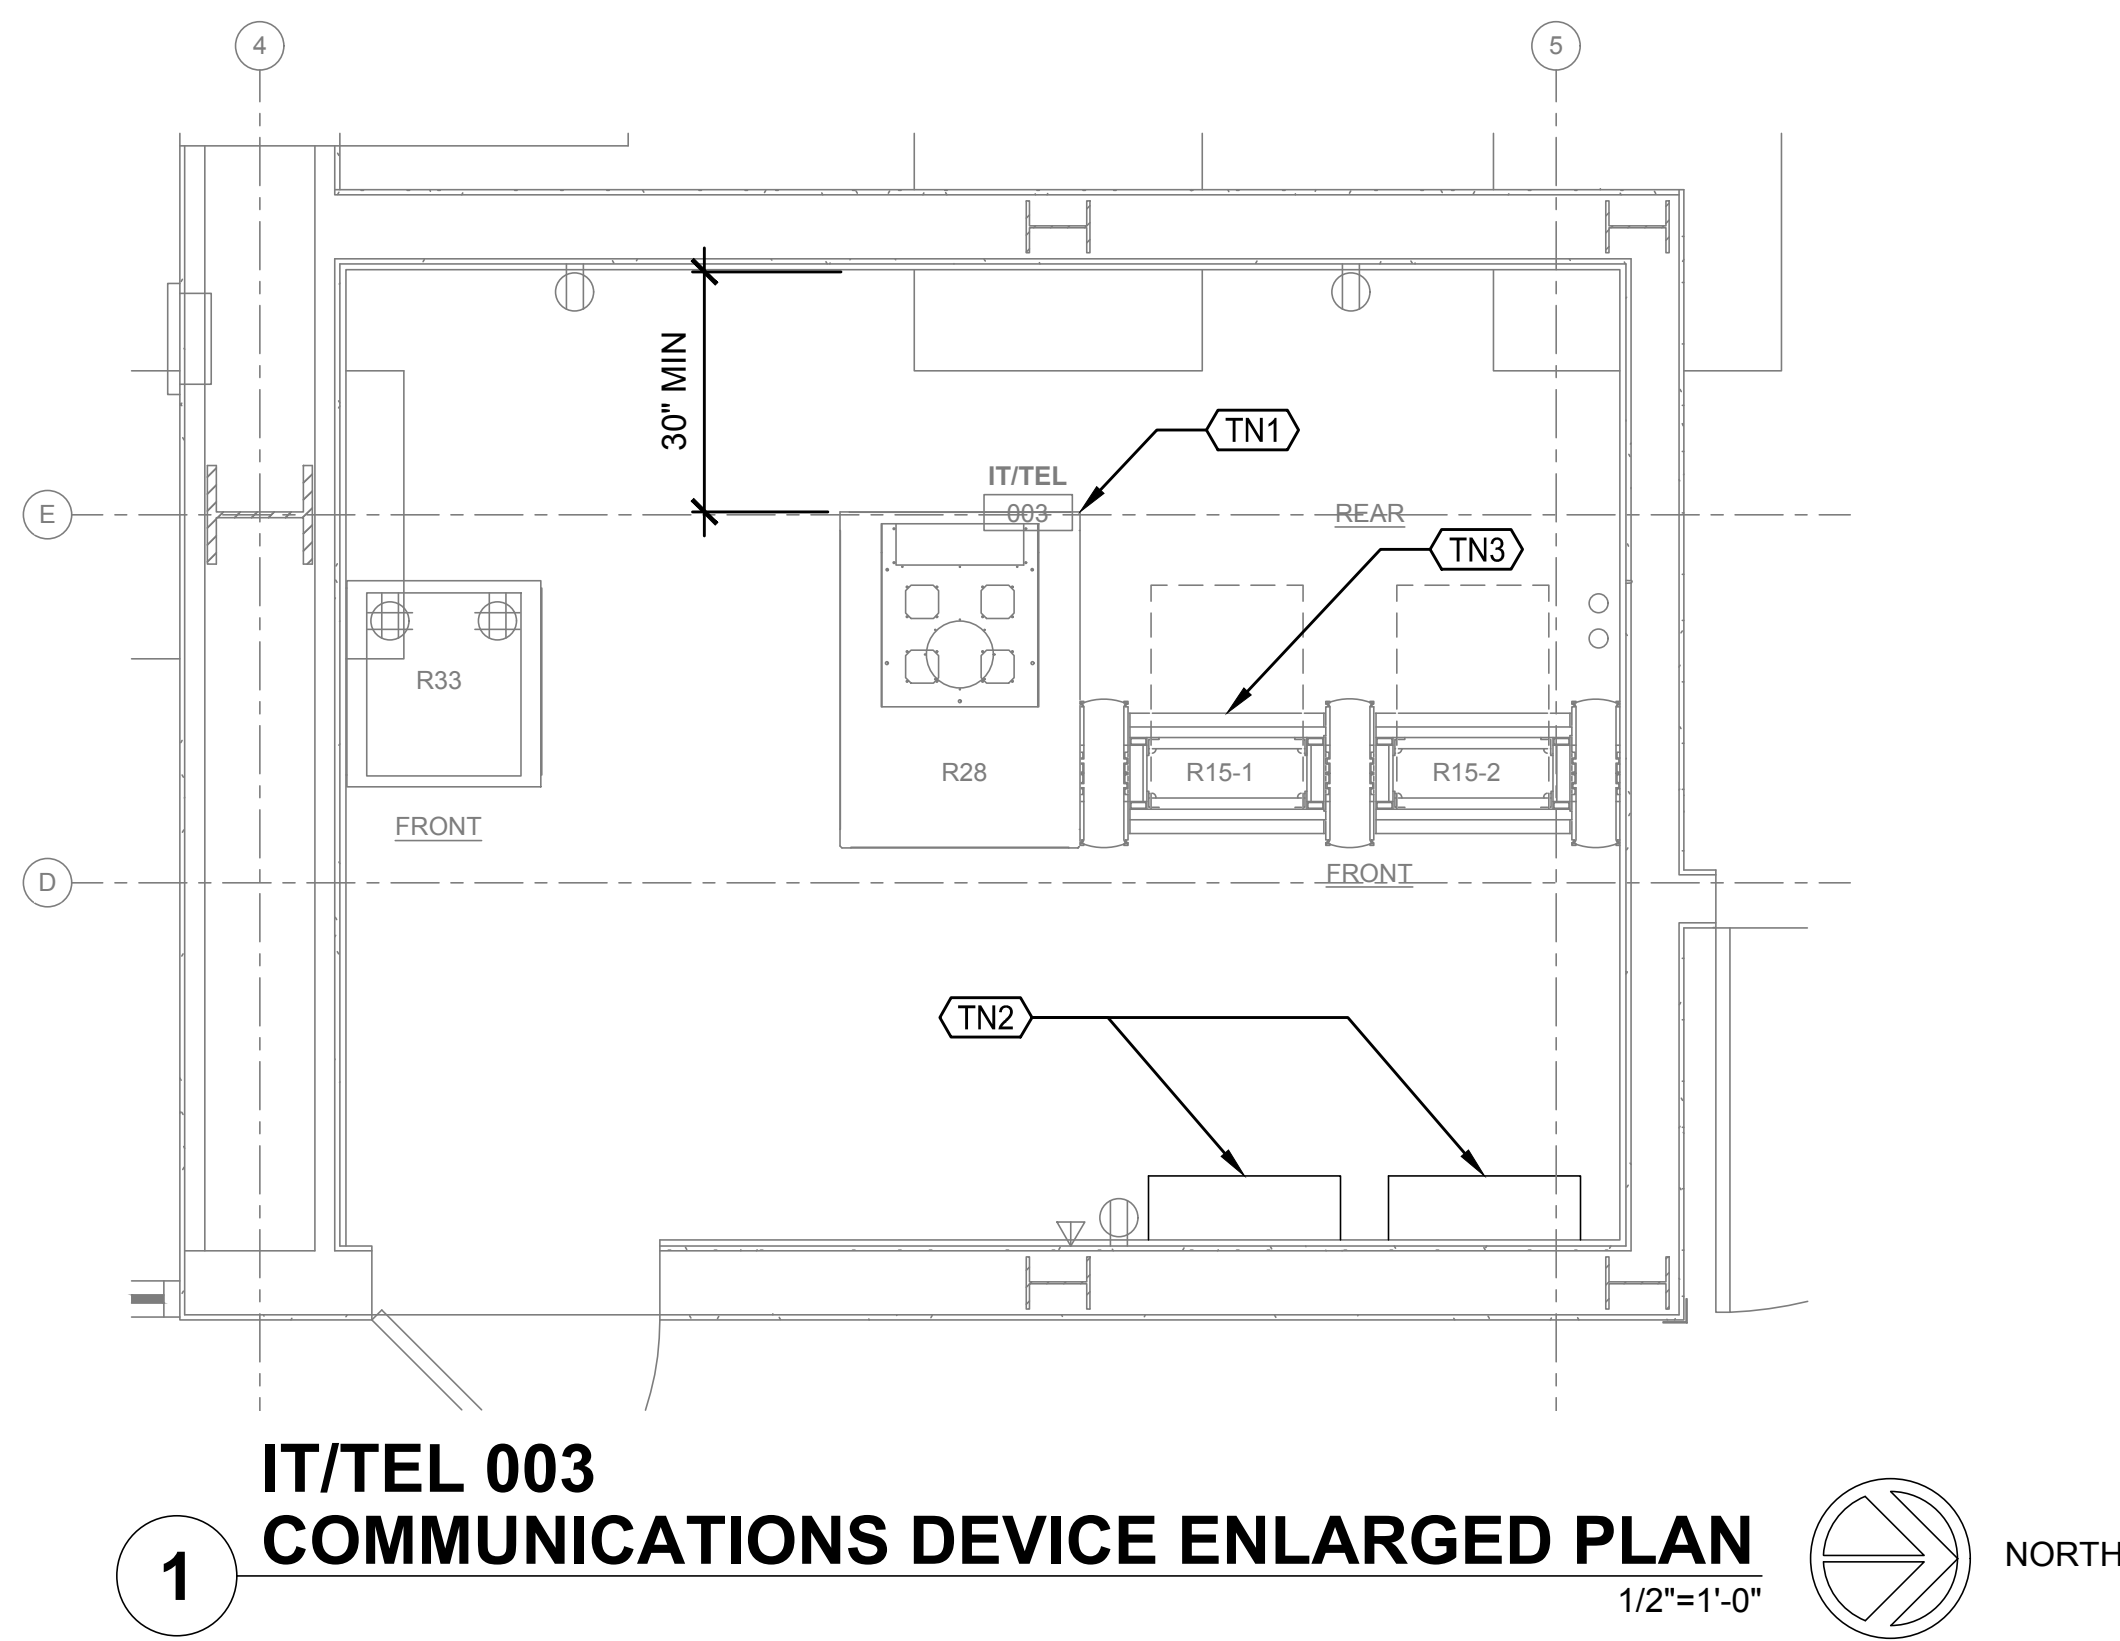 4
5
30" MIN
TN1
IT/TEL
003
E
REAR
TN3
R33
R28
R15-1
R15-2
FRONT
FRONT
D
TN2
IT/TEL 003
COMMUNICATIONS DEVICE ENLARGED PLAN
1
1/2"=1'-0"
NORTH